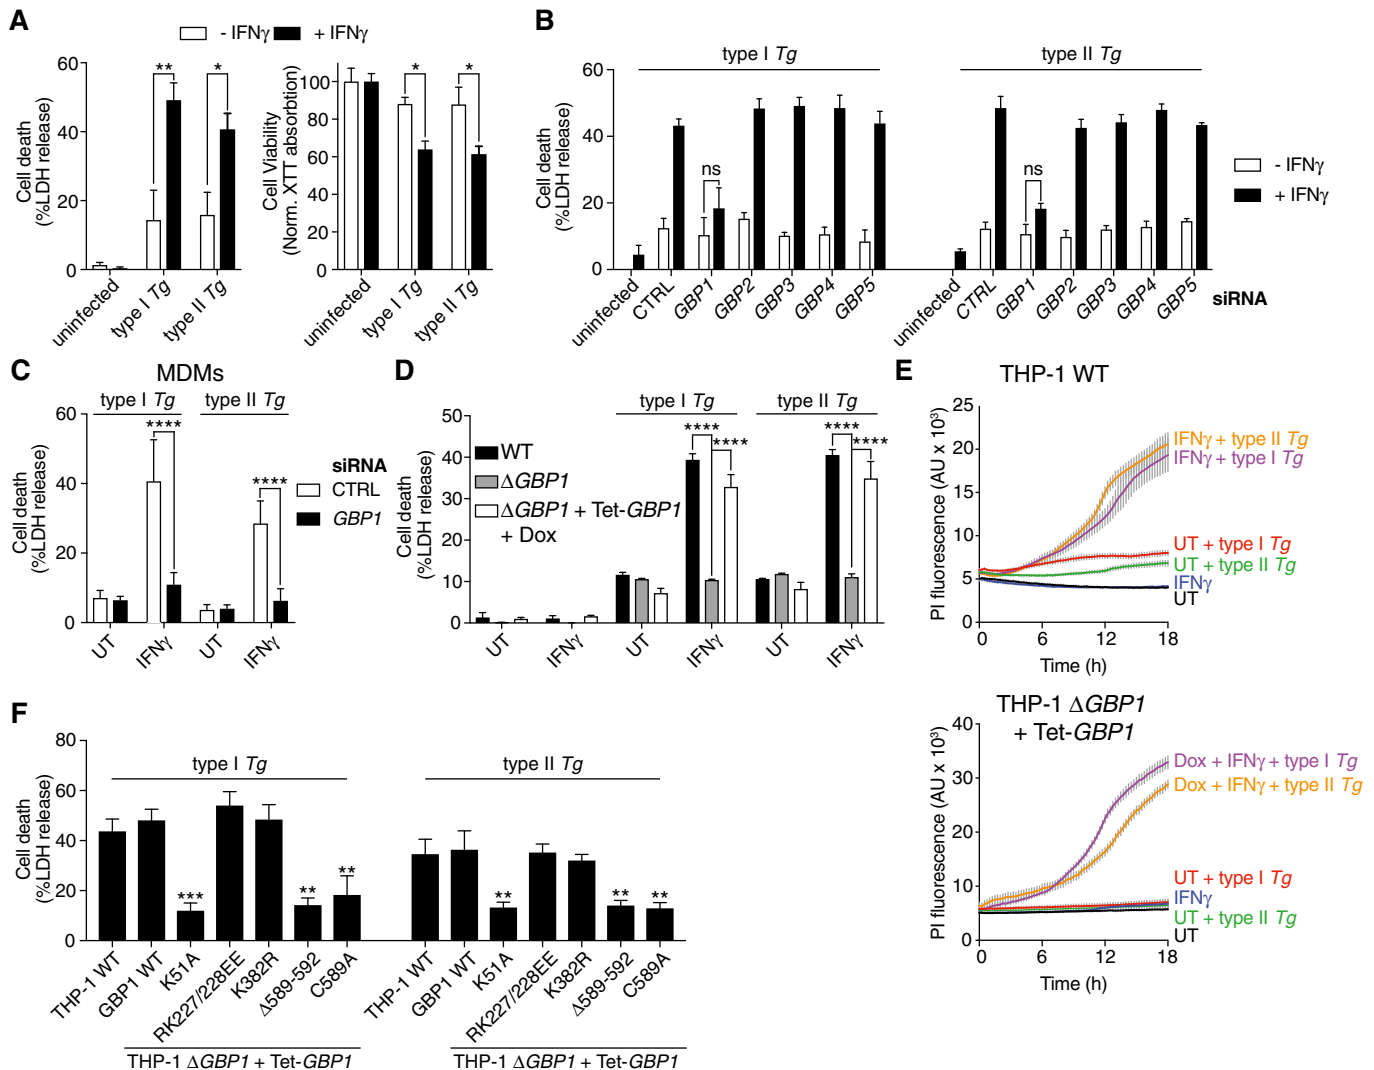 A
- IFNγ + IFNγ
Cell death
(%LDH release)
60
40
20
0
** *
uninfected
type I Tg
type II Tg
Cell Viability
(Norm. XTT absorbtion)
100
80
60
40
20
0
* *
uninfected
type I Tg
type II Tg
B
type I Tg type II Tg
Cell death
(%LDH release)
60
40
20
0
ns ns
- IFNγ
+ IFNγ
uninfected
CTRL
GBP1
GBP2
GBP3
GBP4
GBP5
uninfected
CTRL
GBP1
GBP2
GBP3
GBP4
GBP5
siRNA
C
MDMs
type I Tg type II Tg
Cell death
(%LDH release)
60
40
20
0
**** ****
siRNA
CTRL
GBP1
UT IFNγ UT IFNγ
D
type I Tg type II Tg
Cell death
(%LDH release)
50
40
30
20
10
0
WT
ΔGBP1
ΔGBP1 + Tet-GBP1
+ Dox
**** **** **** ****
UT IFNγ UT IFNγ UT IFNγ
E
THP-1 WT
PI fluorescence (AU x 10³)
25
20
15
10
5
0
IFNγ + type II Tg
IFNγ + type I Tg
UT + type I Tg
UT + type II Tg
IFNγ
UT
0 6 12 18
Time (h)
THP-1 ΔGBP1
+ Tet-GBP1
PI fluorescence (AU x 10³)
40
30
20
10
0
Dox + IFNγ + type I Tg
Dox + IFNγ + type II Tg
UT + type I Tg
IFNγ
UT + type II Tg
UT
0 6 12 18
Time (h)
F
type I Tg type II Tg
Cell death
(%LDH release)
80
60
40
20
0
*** ** ** ** ** **
THP-1 WT
GBP1 WT
K51A
RK227/228EE
K382R
Δ589-592
C589A
THP-1 ΔGBP1 + Tet-GBP1
THP-1 WT
GBP1 WT
K51A
RK227/228EE
K382R
Δ589-592
C589A
THP-1 ΔGBP1 + Tet-GBP1